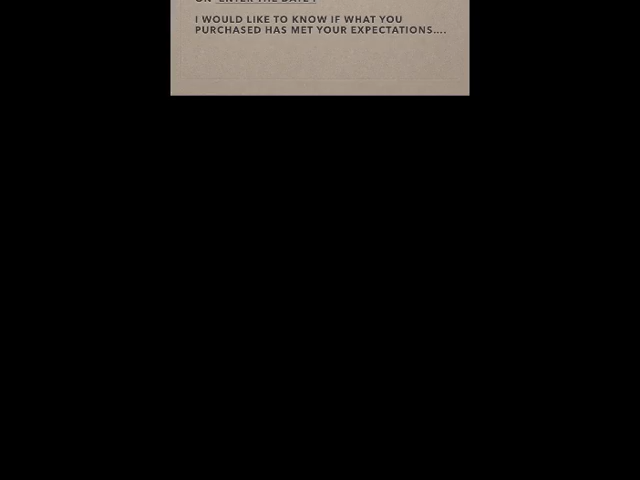 I WOULD LIKE TO KNOW IF WHAT YOU
PURCHASED HAS MET YOUR EXPECTATIONS....